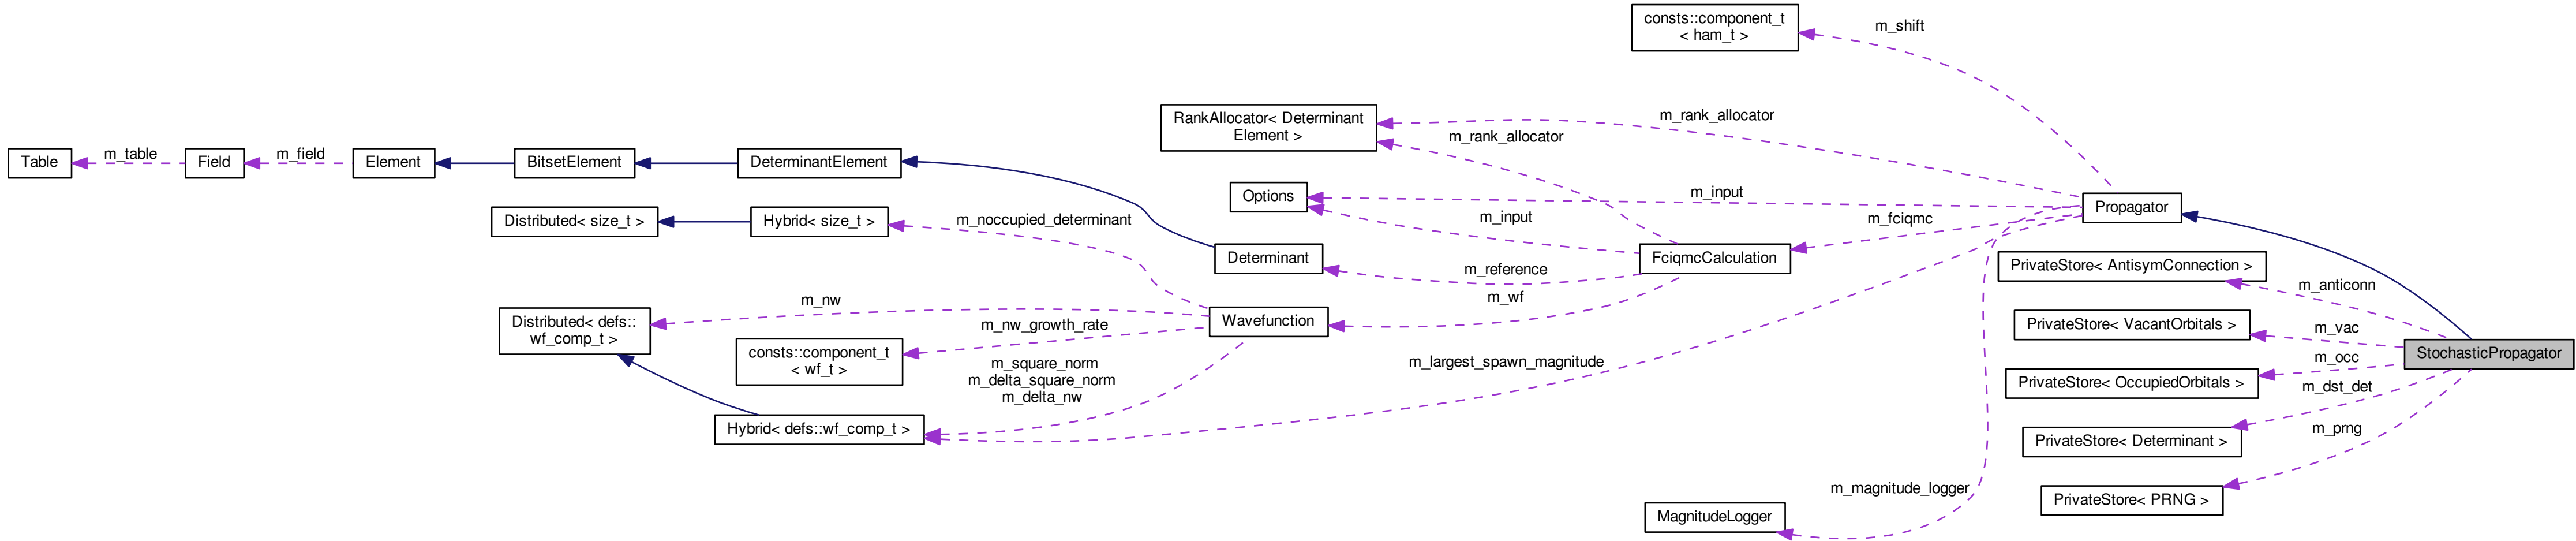 consts::component_t
< ham_t >
m_shift
RankAllocator< Determinant
Element >
m_rank_allocator
m_rank_allocator
Table
m_table
Field
m_field
Element
BitsetElement
DeterminantElement
Options
m_input
m_input
Propagator
Distributed< size_t >
Hybrid< size_t >
m_noccupied_determinant
m_fciqmc
Determinant
m_reference
FciqmcCalculation
PrivateStore< AntisymConnection >
m_anticonn
m_wf
Distributed< defs::
wf_comp_t >
m_nw
Wavefunction
PrivateStore< VacantOrbitals >
m_vac
consts::component_t
< wf_t >
m_nw_growth_rate
StochasticPropagator
m_square_norm
m_delta_square_norm
m_delta_nw
m_largest_spawn_magnitude
PrivateStore< OccupiedOrbitals >
m_occ
m_dst_det
Hybrid< defs::wf_comp_t >
PrivateStore< Determinant >
m_prng
m_magnitude_logger
PrivateStore< PRNG >
MagnitudeLogger